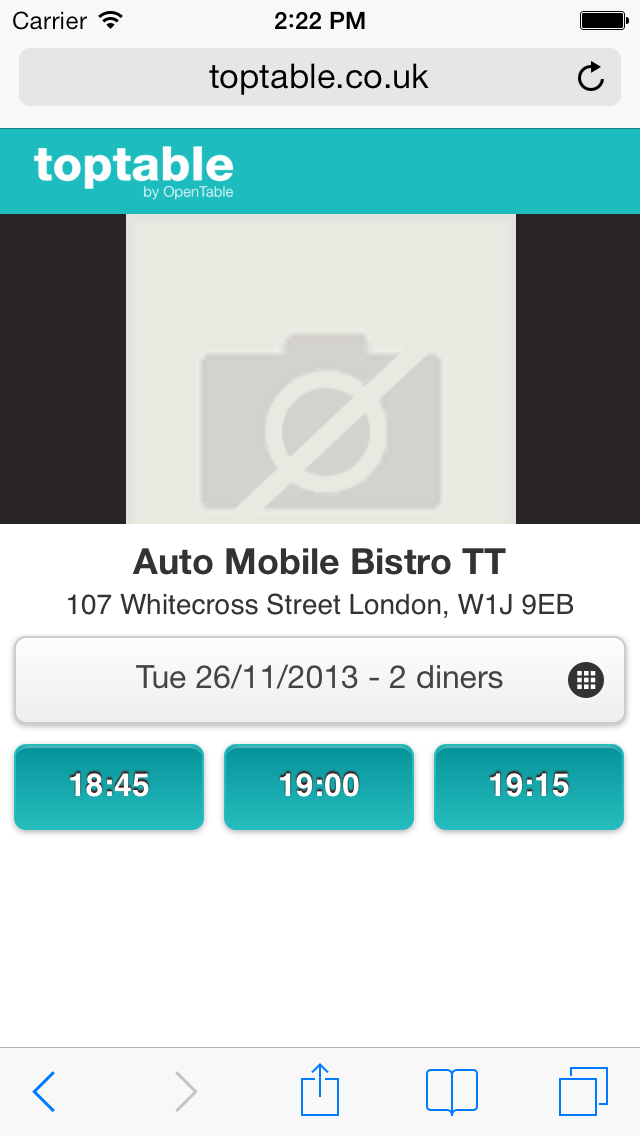 Carrier 2:22 PM
toptable.co.uk
toptable
by OpenTable
Auto Mobile Bistro TT
107 Whitecross Street London, W1J 9EB
Tue 26/11/2013 - 2 diners
18:45 19:00 19:15